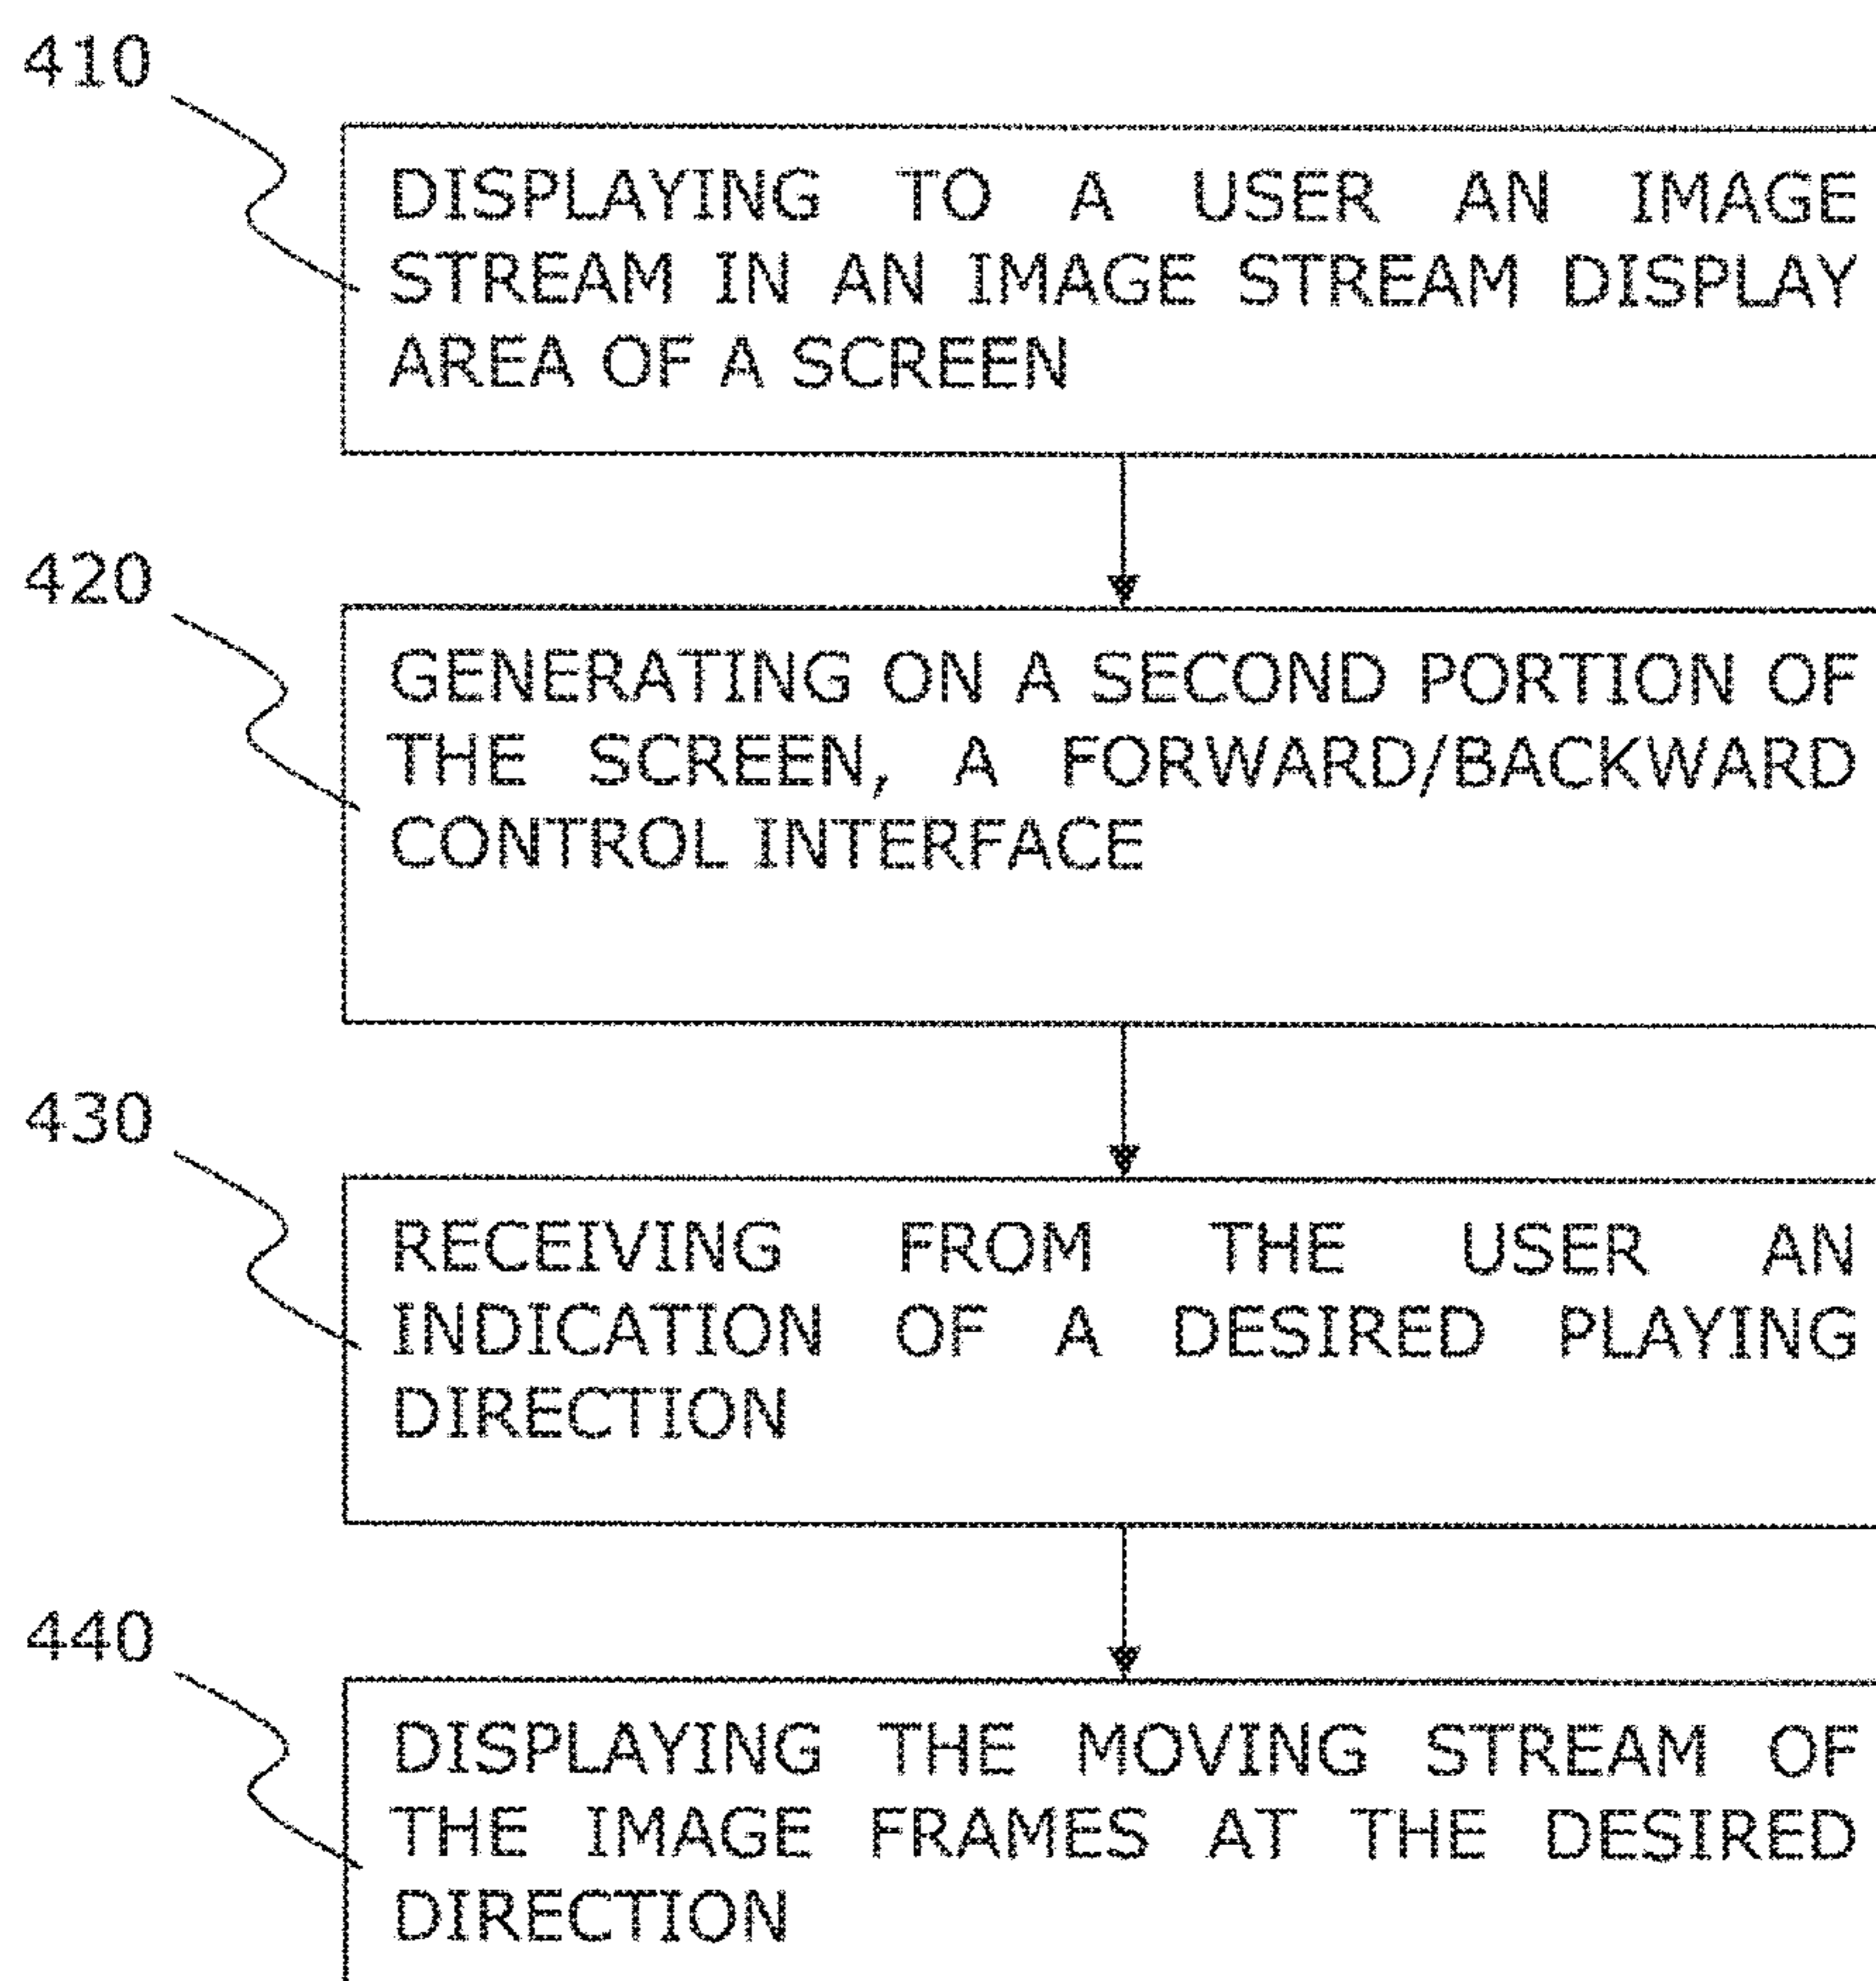 410
DISPLAYING TO A USER AN IMAGE
STREAM IN AN IMAGE STREAM DISPLAY
AREA OF A SCREEN
420
GENERATING ON A SECOND PORTION OF
THE SCREEN, A FORWARD/BACKWARD
CONTROL INTERFACE
430
RECEIVING FROM THE USER AN
INDICATION OF A DESIRED PLAYING
DIRECTION
440
DISPLAYING THE MOVING STREAM OF
THE IMAGE FRAMES AT THE DESIRED
DIRECTION